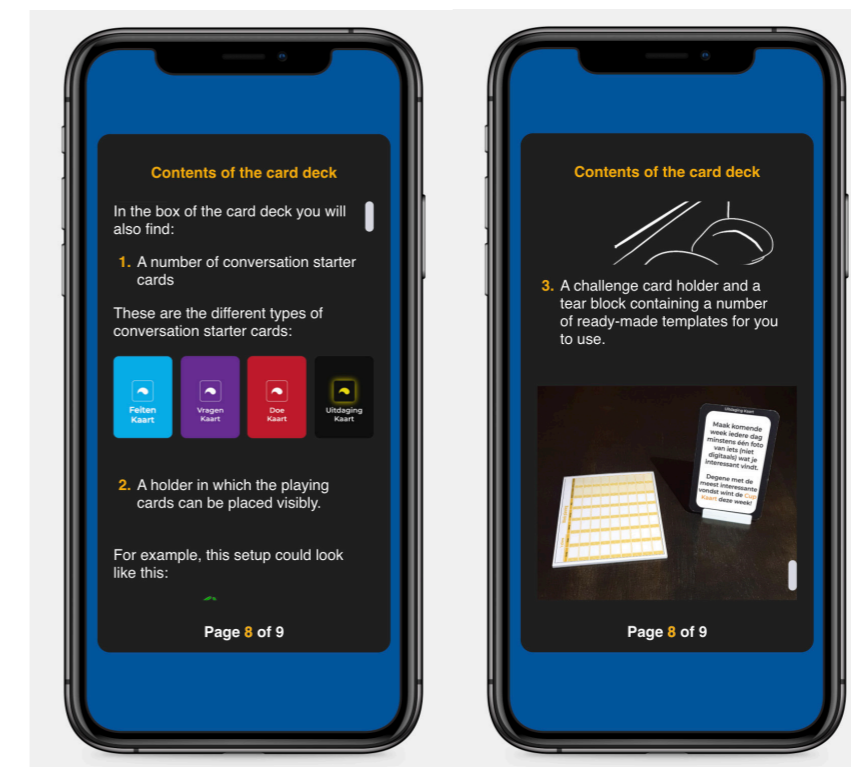 Contents of the card deck
In the box of the card deck you will
also find:
1. A number of conversation starter
cards
These are the different types of
conversation starter cards:
Feiten
Kaart
Vragen
Kaart
Doe
Kaart
Uitdaging
Kaart
2. A holder in which the playing
cards can be placed visibly.
For example, this setup could look
like this:
Page 8 of 9
Contents of the card deck
3. A challenge card holder and a
tear block containing a number
of ready-made templates for you
to use.
Uitdaging Kaart
Maak komende
week iedere dag
minstens één foto
van iets (niet
digitaals) wat je
interessant vindt.
Degene met de
meest interessante
vondst wint de Cup
Kaart deze week!
Page 8 of 9